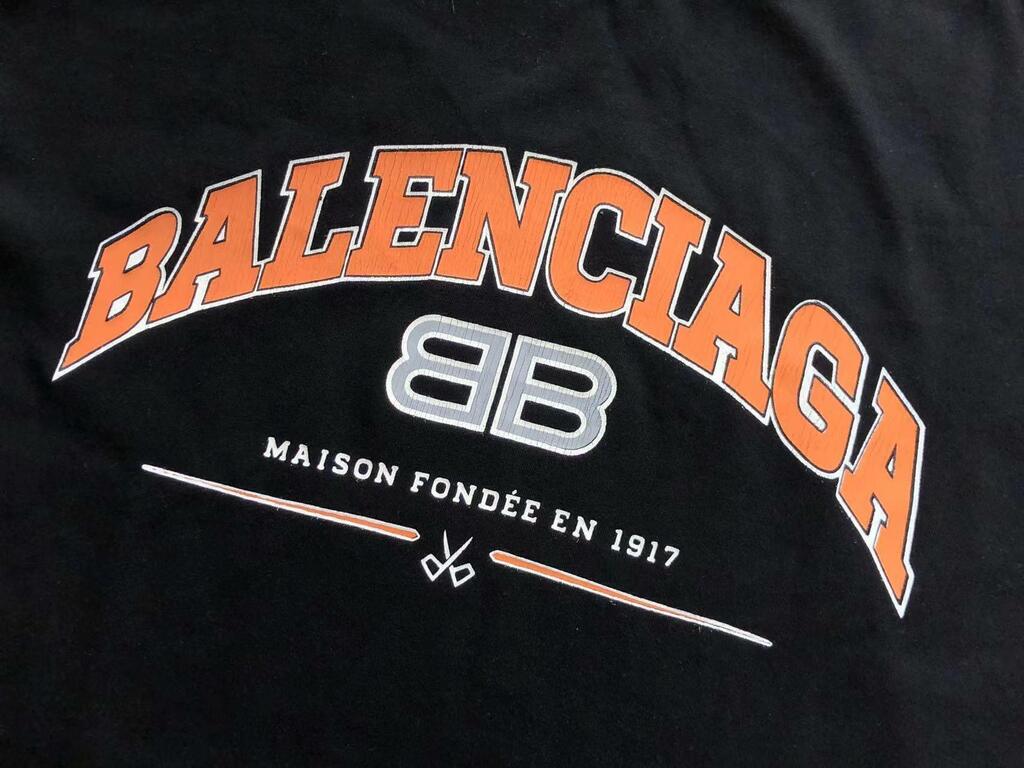 BALENCIAGA
BB
MAISON FONDÉE EN 1917